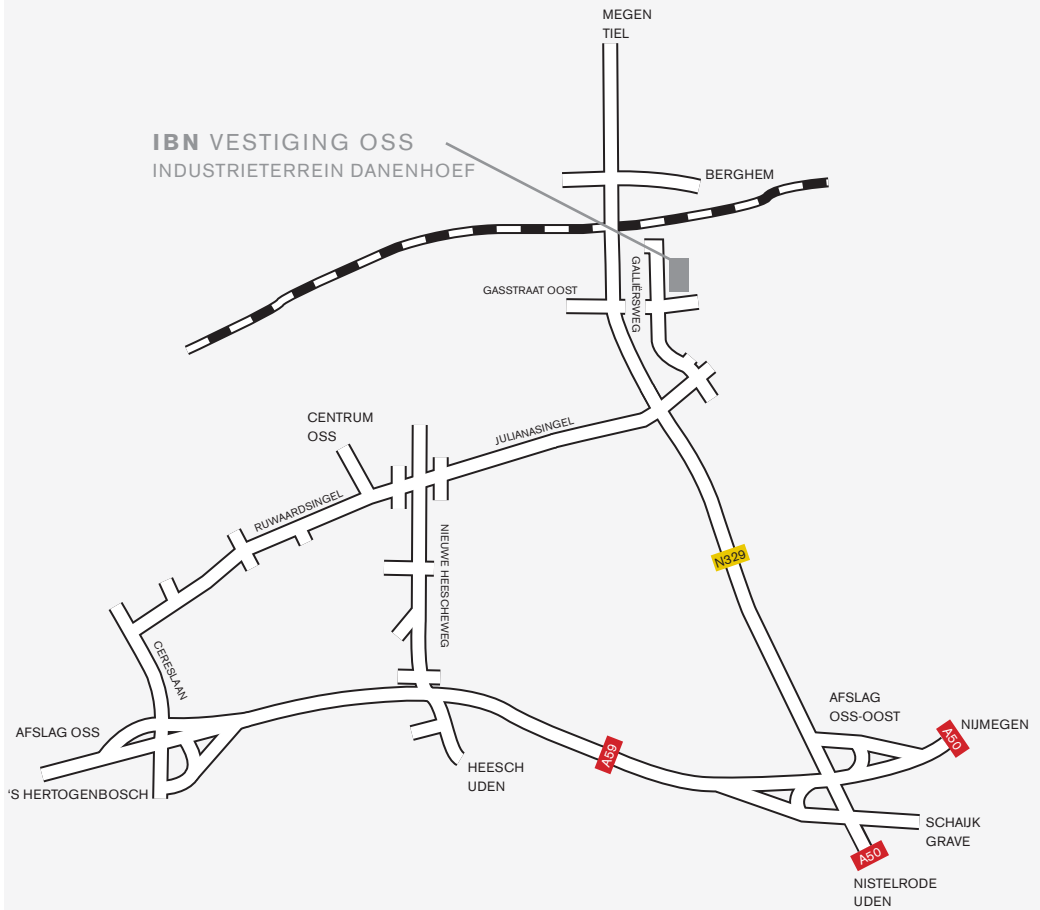 MEGEN
TIEL
IBN VESTIGING OSS
INDUSTRIETERREIN DANENHOEF
BERGHEM
GALLIËRSWEG
GASSTRAAT OOST
CENTRUM
OSS
JULIANASINGEL
RUWAARDSINGEL
NIEUWE HEESCHEWEG
N329
CERESLAAN
AFSLAG
OSS-OOST
NIJMEGEN
A50
AFSLAG OSS
A59
HEESCH
UDEN
'S HERTOGENBOSCH
SCHAIJK
GRAVE
A50
NISTELRODE
UDEN